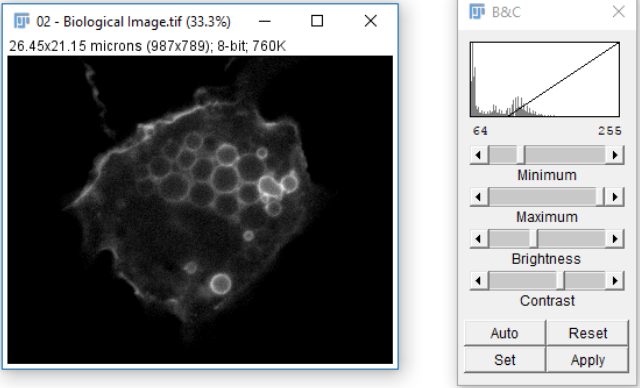 02 - Biological Image.tif (33.3%)
26.45x21.15 microns (987x789); 8-bit; 760K
B&C
64 255
Minimum
Maximum
Brightness
Contrast
Auto Reset
Set Apply